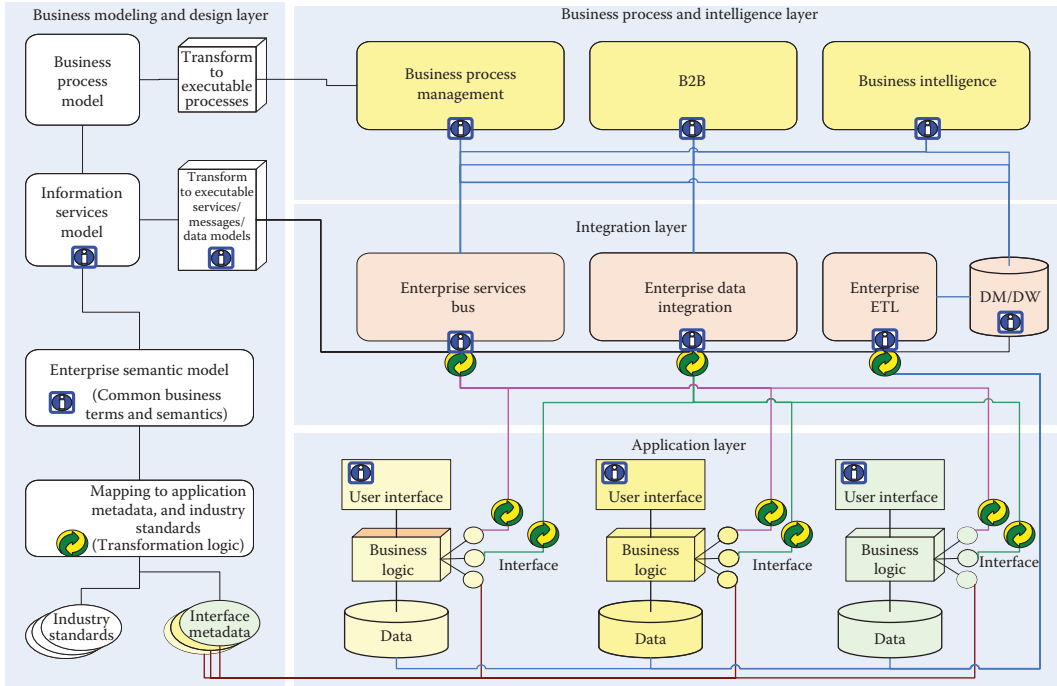 Business modeling and design layer
Business
process
model
Transform
to
executable
processes
Information
services
model
Transform
to executable
services/
messages/
data models
Enterprise semantic model
(Common business
terms and semantics)
Mapping to application
metadata, and industry
standards
(Transformation logic)
Industry
standards
Interface
metadata
Business process and intelligence layer
Business process
management
B2B
Business intelligence
Integration layer
Enterprise services
bus
Enterprise data
integration
Enterprise
ETL
DM/DW
Application layer
User interface
Business
logic
Interface
Data
User interface
Business
logic
Interface
Data
User interface
Business
logic
Interface
Data